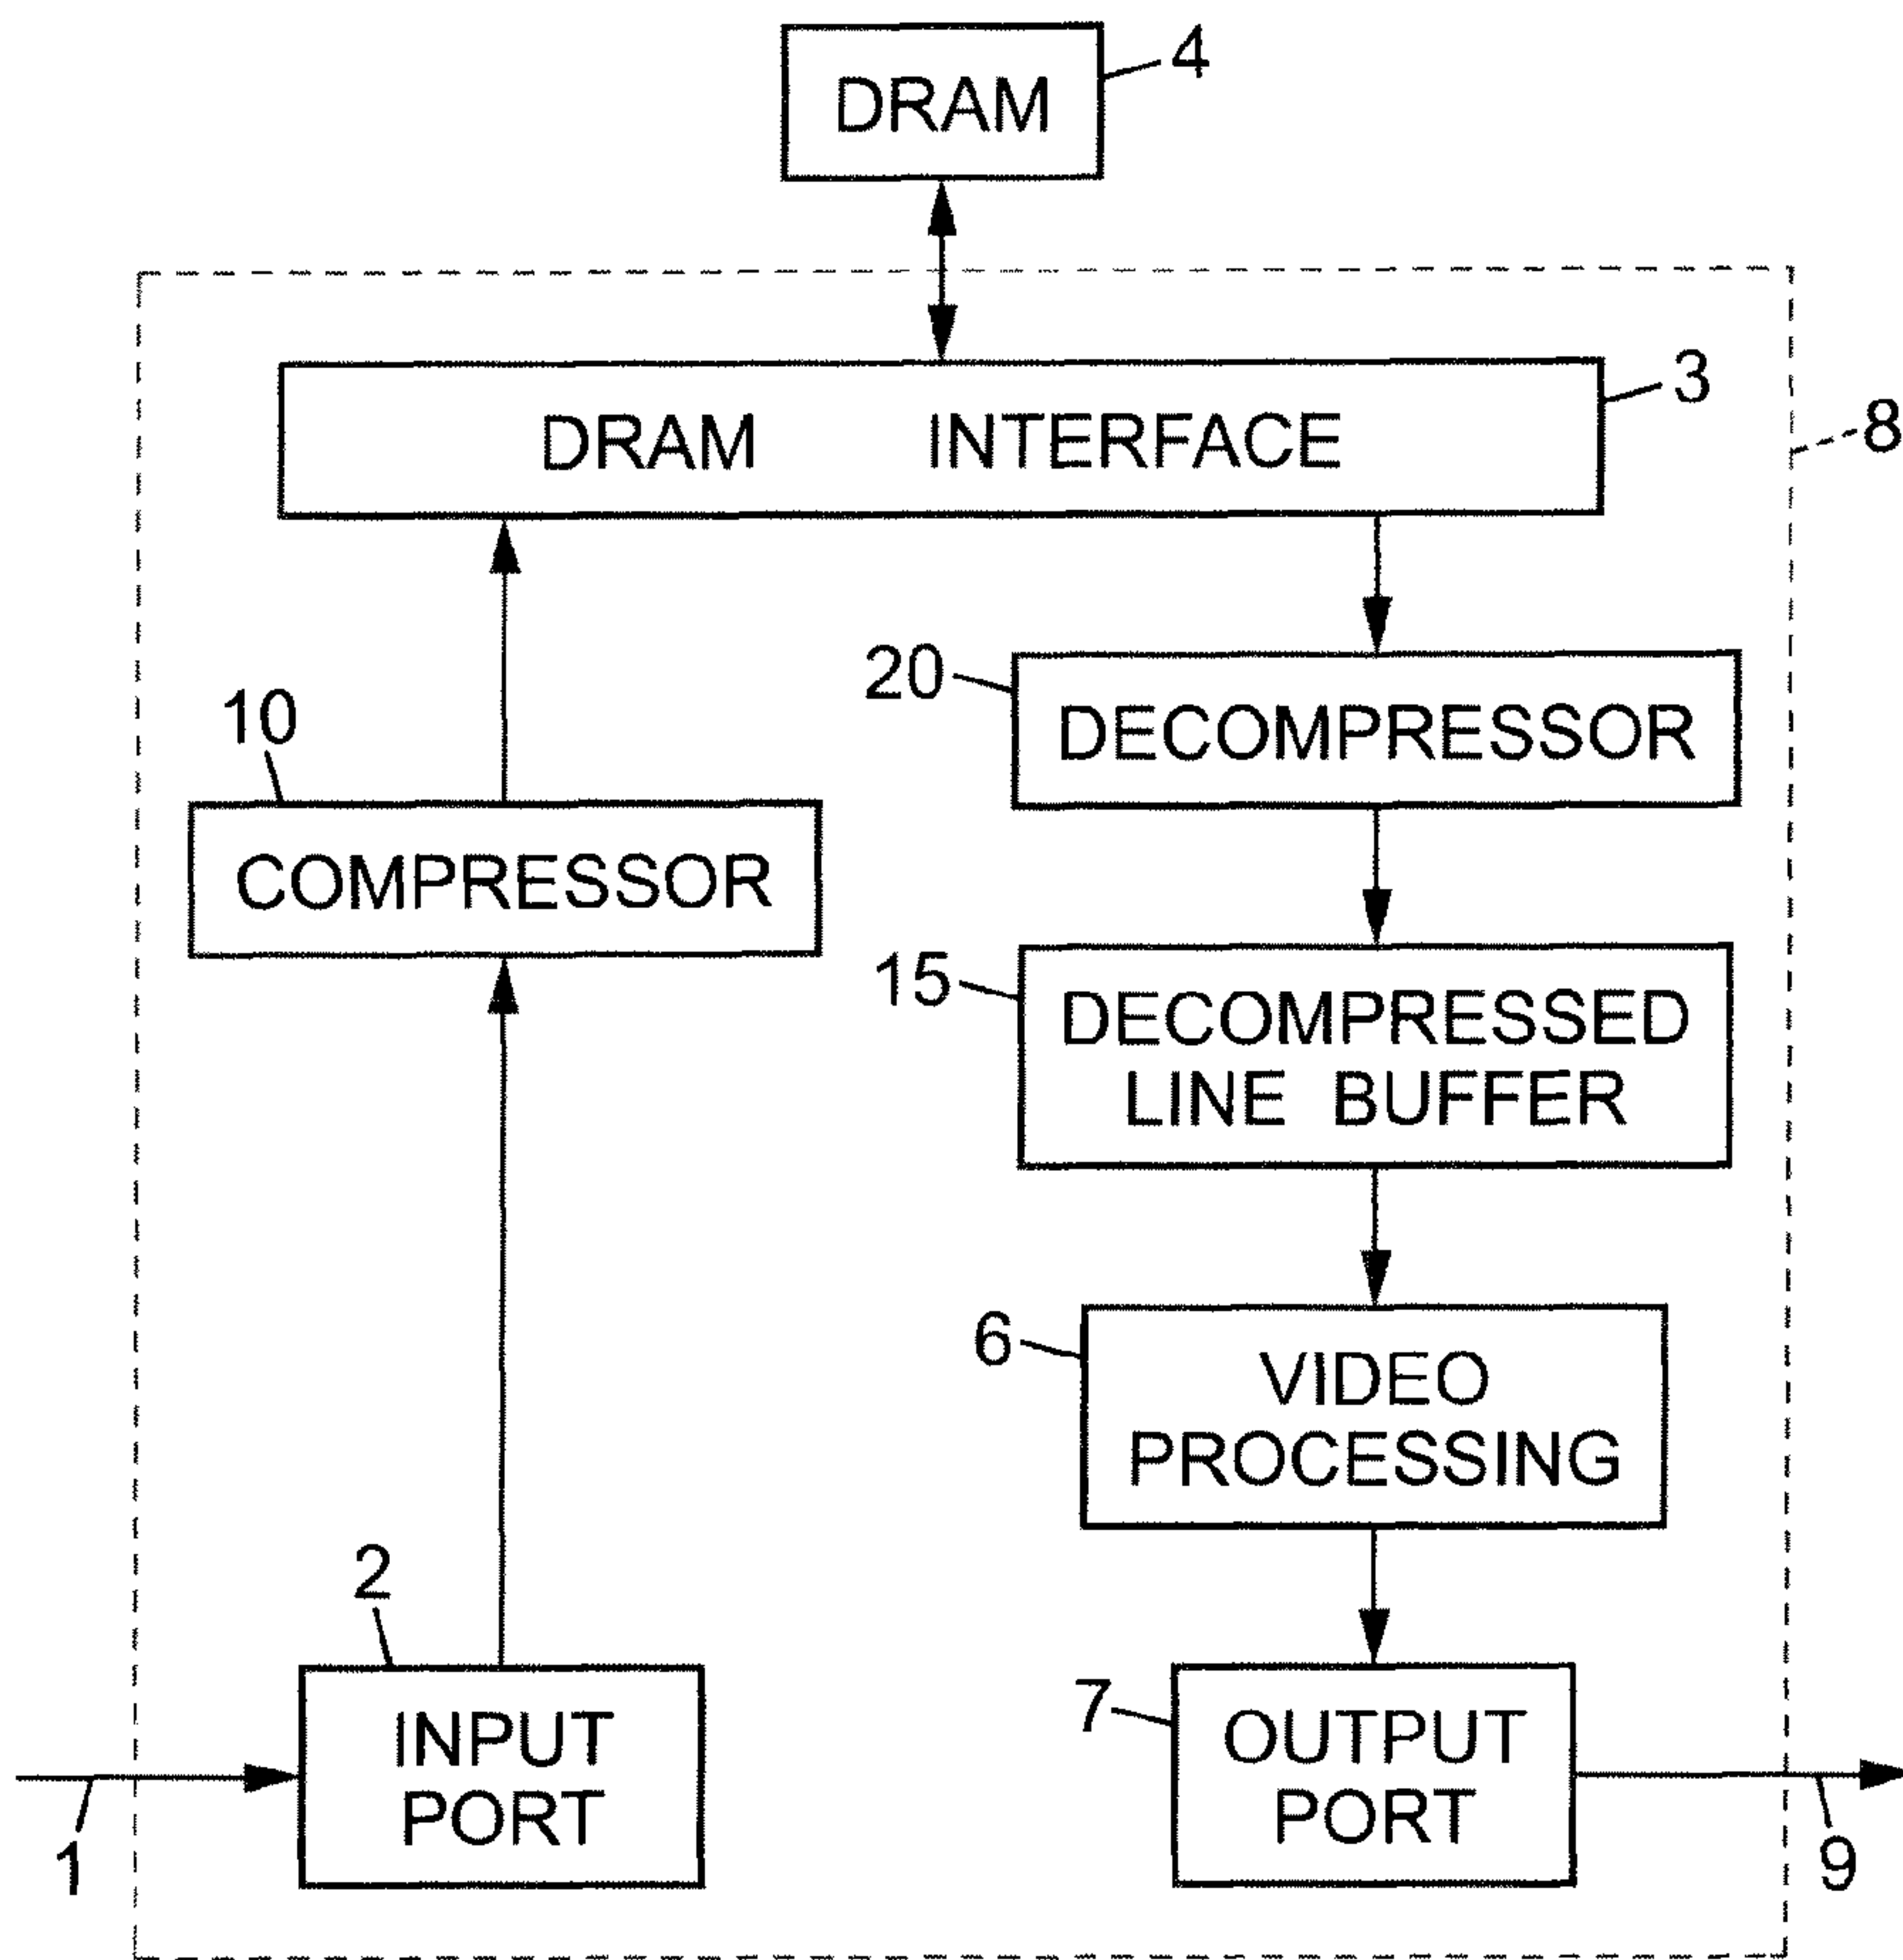 DRAM
4
DRAM INTERFACE
3
8
20
DECOMPRESSOR
10
COMPRESSOR
15
DECOMPRESSED
LINE BUFFER
6
VIDEO
PROCESSING
2
INPUT
PORT
7
OUTPUT
PORT
1
9